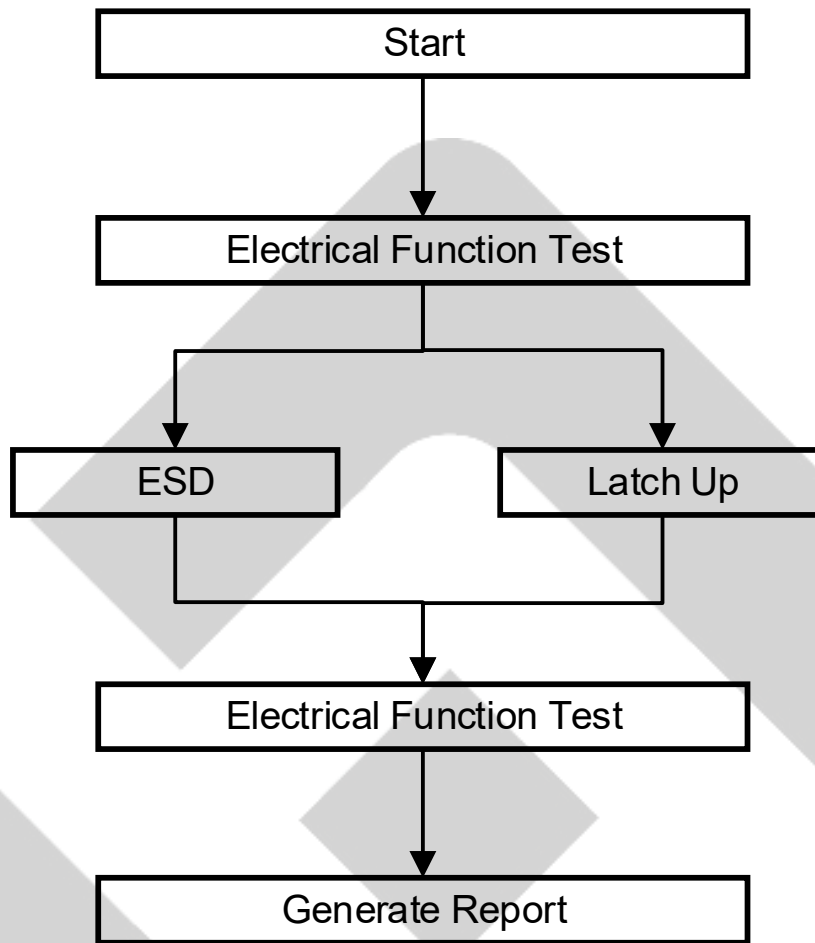 Start
Electrical Function Test
ESD
Latch Up
Electrical Function Test
Generate Report